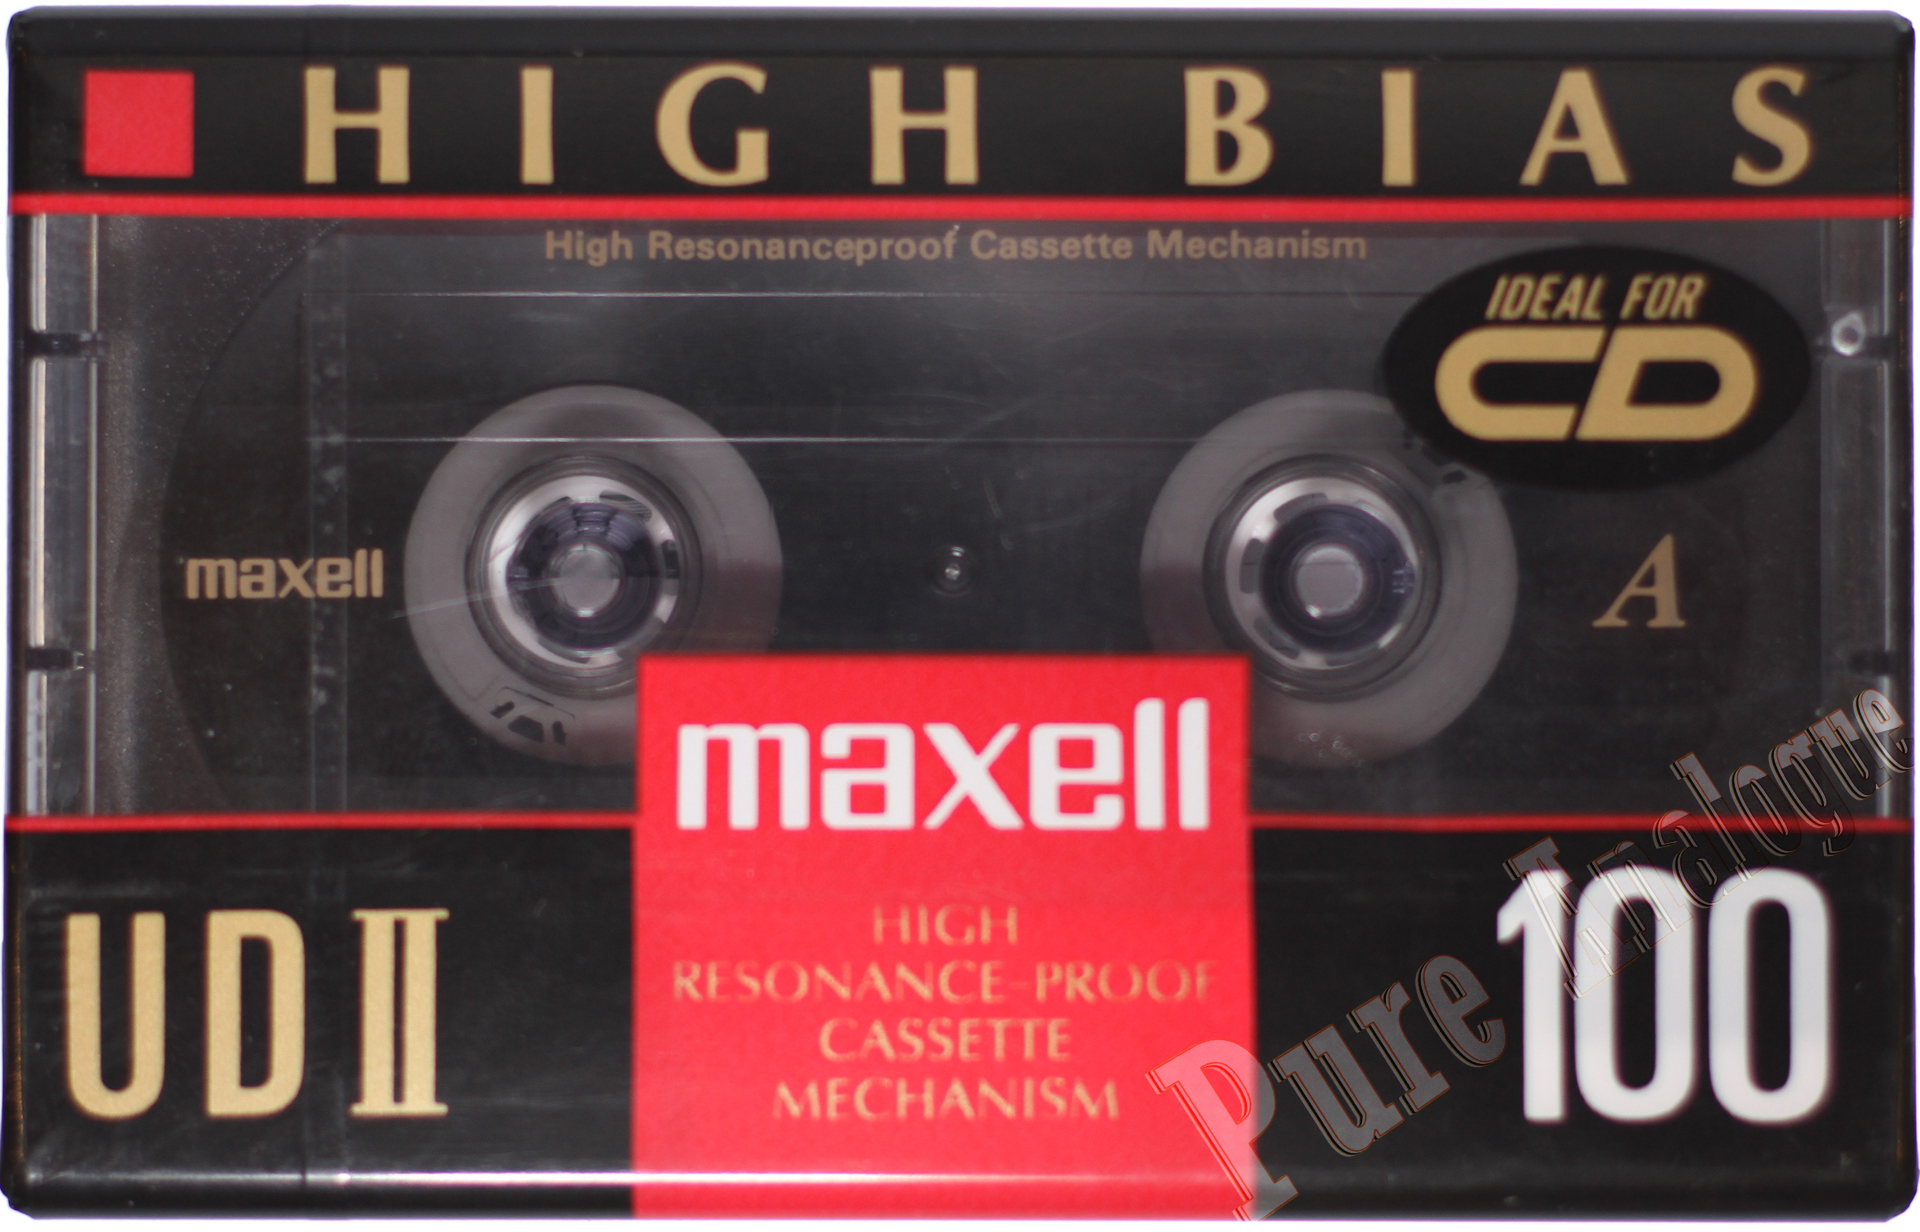 HIGH BIAS
High Resonanceproof Cassette Mechanism
IDEAL FOR
CD
maxell
A
maxell
UD II
HIGH
RESONANCE-PROOF
CASSETTE
MECHANISM
100
Pure Analogue